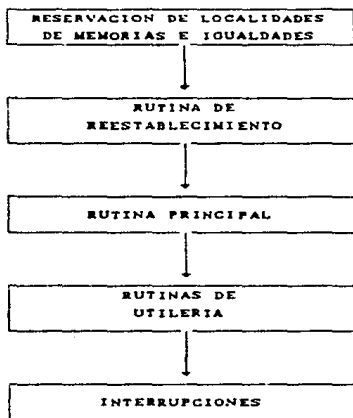 RESERVACION DE LOCALIDADES
DE MEMORIAS E IGUALDADES
RUTINA DE
REESTABLECIMIENTO
RUTINA PRINCIPAL
RUTINAS DE
UTILERIA
INTERRUPCIONES